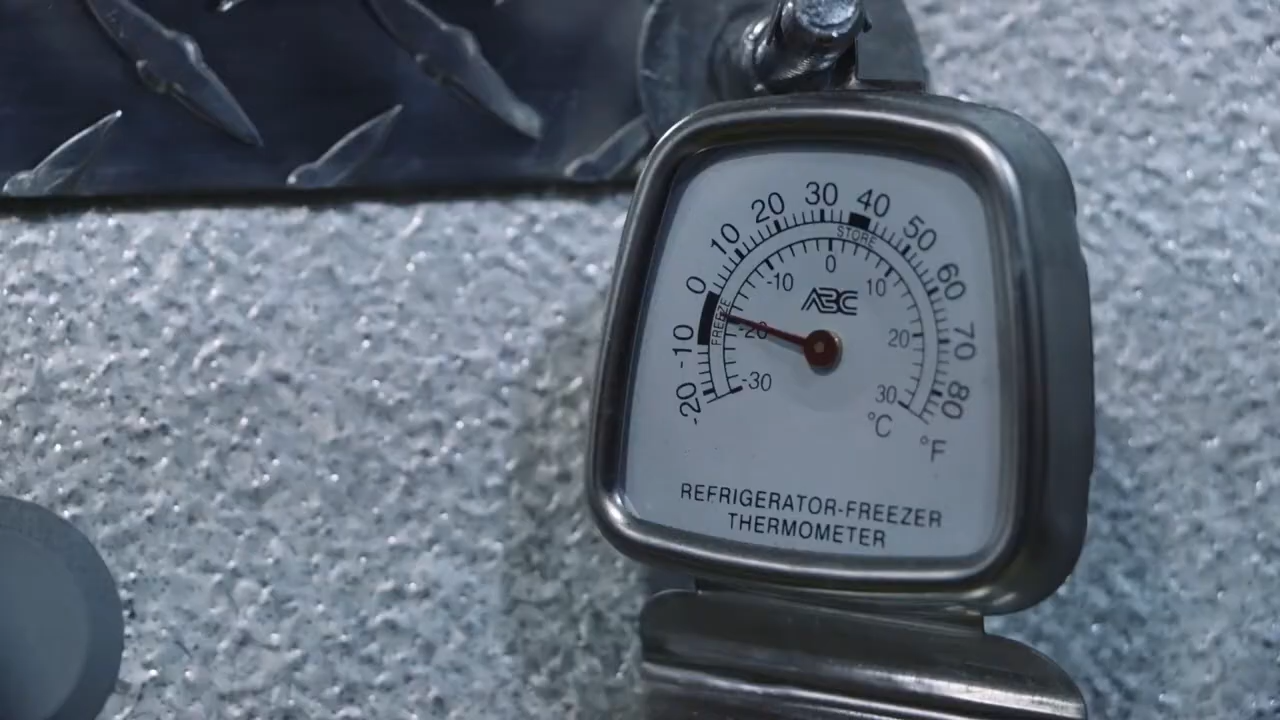 -20 -10 0 10 20 30 40 50 60 70 80
FREEZE STORE
-30 -20 -10 0 10 20 30
ABC
°C °F
REFRIGERATOR-FREEZER
THERMOMETER